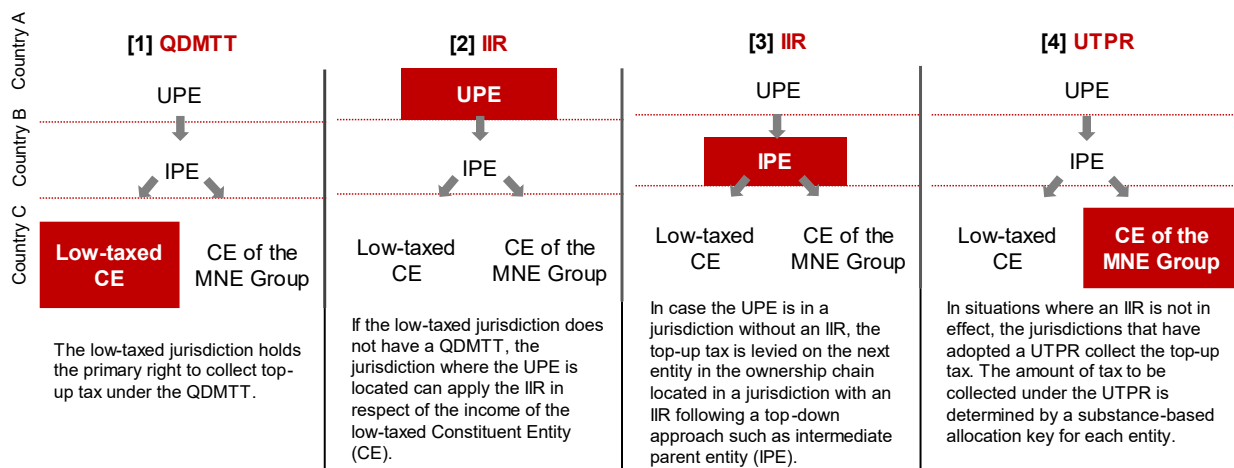 Country A
Country B
Country C
[1] QDMTT
UPE
IPE
Low-taxed
CE
CE of the
MNE Group
The low-taxed jurisdiction holds
the primary right to collect top-
up tax under the QDMTT.
[2] IIR
UPE
IPE
Low-taxed
CE
CE of the
MNE Group
If the low-taxed jurisdiction does
not have a QDMTT, the
jurisdiction where the UPE is
located can apply the IIR in
respect of the income of the
low-taxed Constituent Entity
(CE).
[3] IIR
UPE
IPE
Low-taxed
CE
CE of the
MNE Group
In case the UPE is in a
jurisdiction without an IIR, the
top-up tax is levied on the next
entity in the ownership chain
located in a jurisdiction with an
IIR following a top-down
approach such as intermediate
parent entity (IPE).
[4] UTPR
UPE
IPE
Low-taxed
CE
CE of the
MNE Group
In situations where an IIR is not in
effect, the jurisdictions that have
adopted a UTPR collect the top-up
tax. The amount of tax to be
collected under the UTPR is
determined by a substance-based
allocation key for each entity.